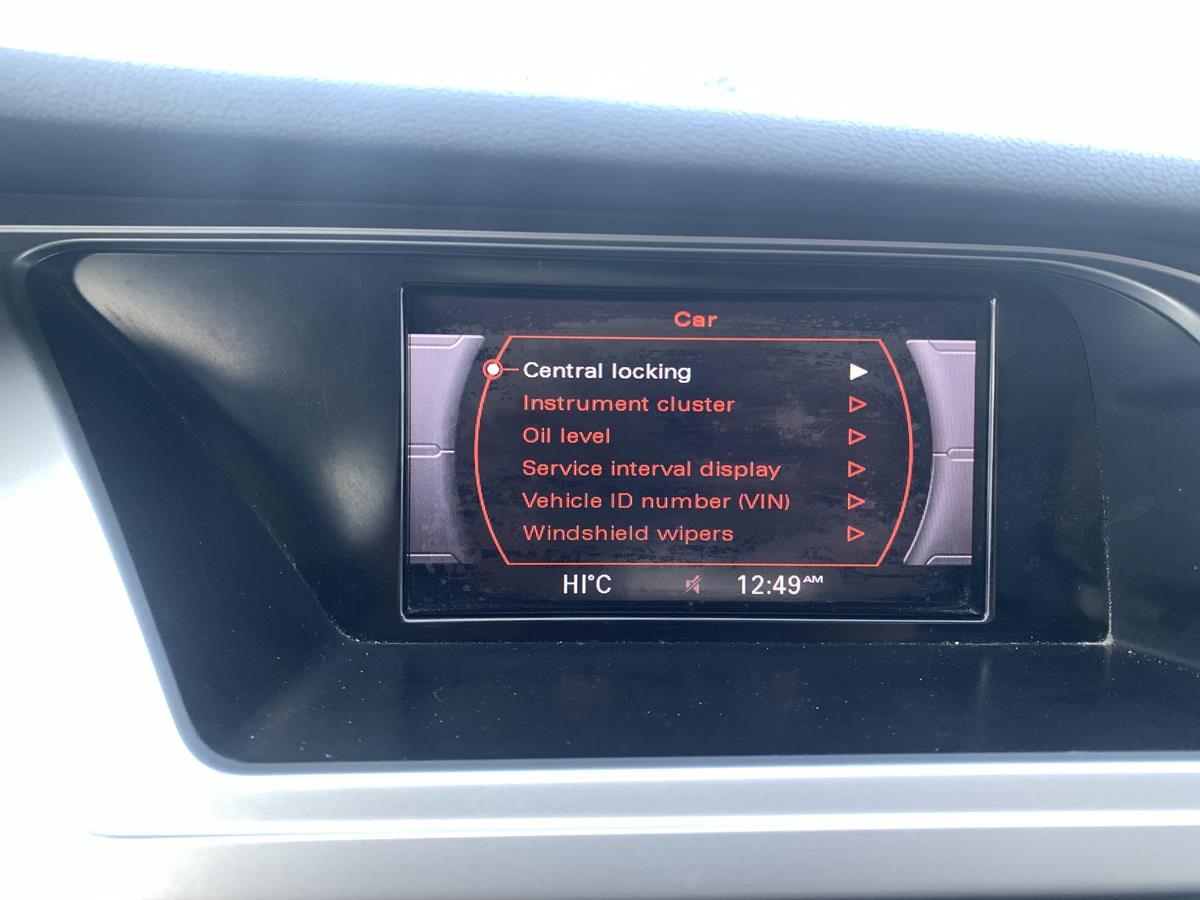 Car
Central locking
Instrument cluster
Oil level
Service interval display
Vehicle ID number (VIN)
Windshield wipers
HI°C 12:49AM